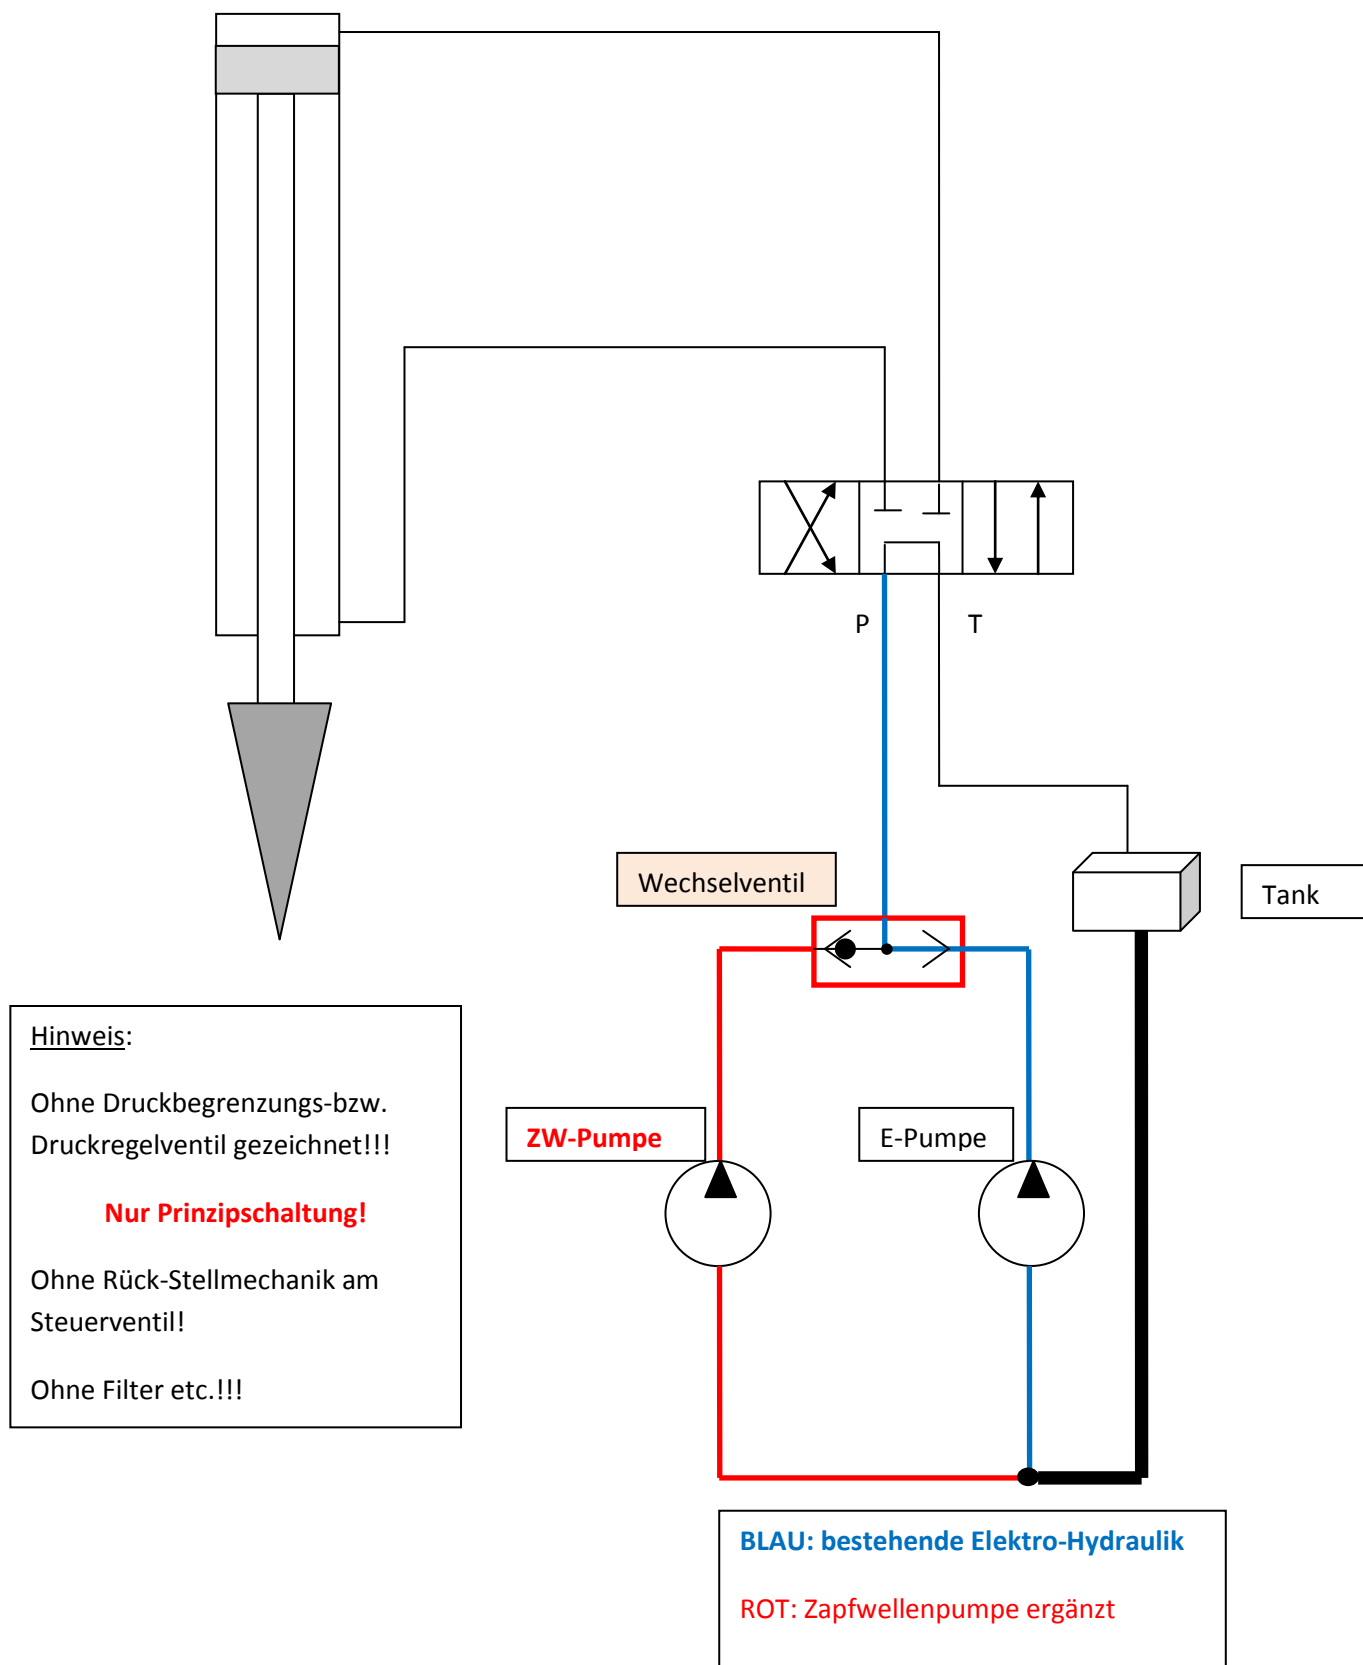 P
T
Wechselventil
Tank
Hinweis:
Ohne Druckbegrenzungs-bzw.
Druckregelventil gezeichnet!!!
Nur Prinzipschaltung!
Ohne Rück-Stellmechanik am
Steuerventil!
Ohne Filter etc.!!!
ZW-Pumpe
E-Pumpe
BLAU: bestehende Elektro-Hydraulik
ROT: Zapfwellenpumpe ergänzt